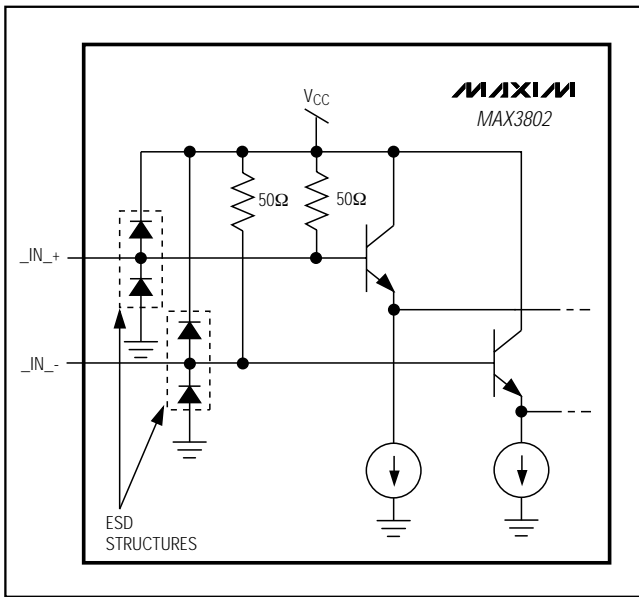 MAXIM
MAX3802
VCC
50Ω
50Ω
_IN_+
_IN_-
ESD
STRUCTURES